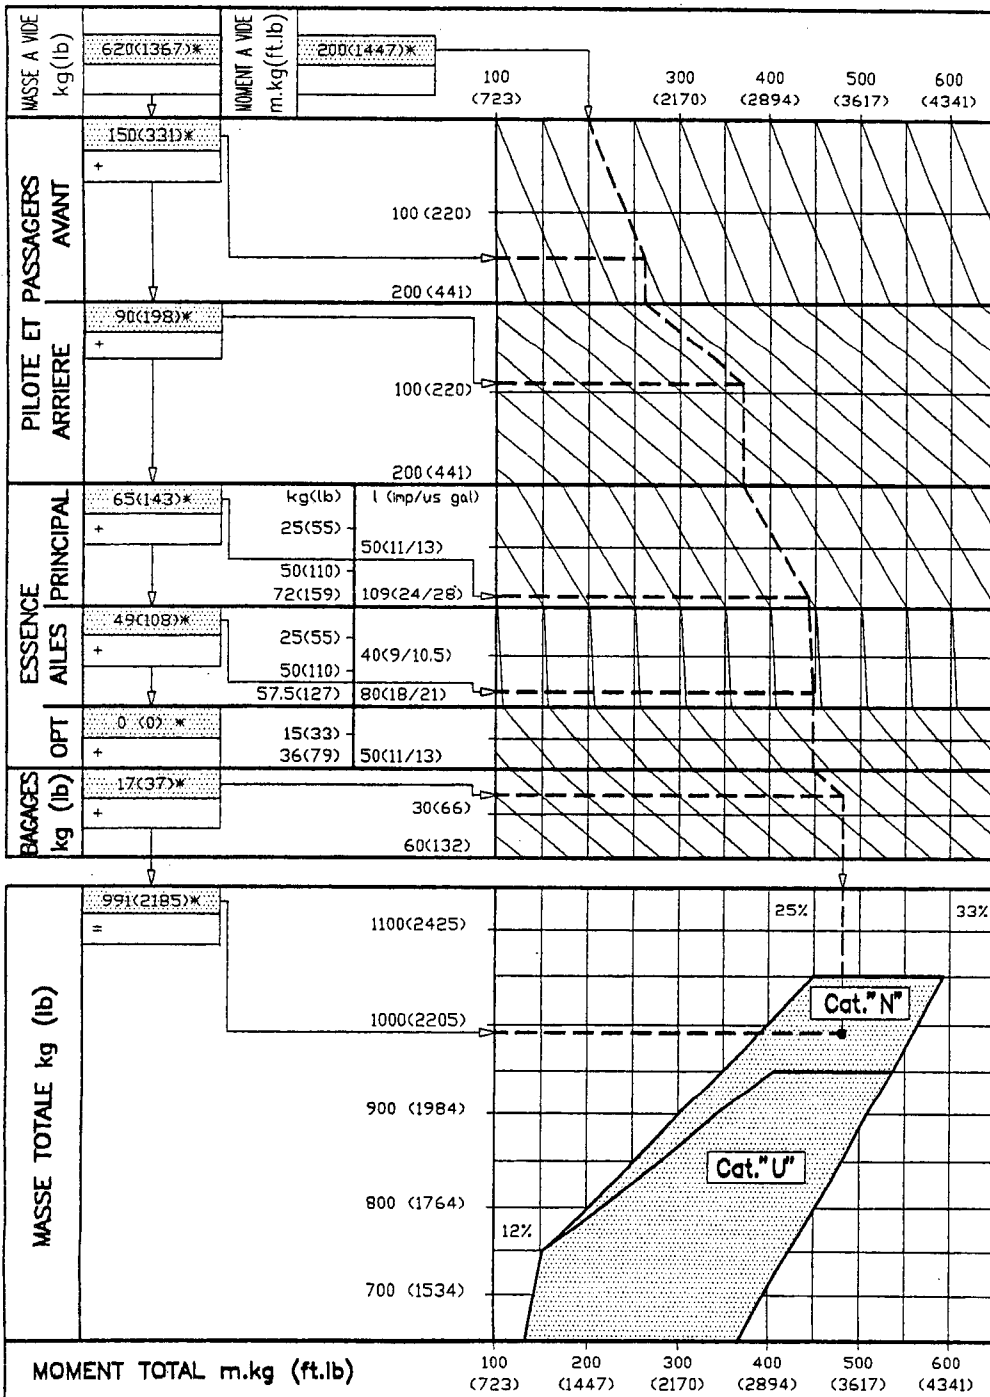 MASSE A VIDE
kg(lb)
620(1367)*
MOMENT A VIDE
m.kg(ft.lb)
200(1447)*
100 300 400 500 600
(723) (2170) (2894) (3617) (4341)
PILOTE ET PASSAGERS
AVANT
150(331)*
+
100(220)
200(441)
ARRIERE
90(198)*
+
100(220)
200(441)
ESSENCE
PRINCIPAL
65(143)*
+
kg(lb) l (imp/us gal)
25(55)
50(11/13)
50(110)
72(159) 109(24/28)
AILES
49(108)*
+
25(55)
40(9/10.5)
50(110)
57.5(127) 80(18/21)
OPT
0 (0) *
+
15(33)
36(79) 50(11/13)
BAGAGES
kg (lb)
17(37)*
+
30(66)
60(132)
MASSE TOTALE kg (lb)
991(2185)*
=
25% 33%
1100(2425)
Cat."N"
1000(2205)
900 (1984)
Cat."U"
800 (1764)
12%
700 (1534)
MOMENT TOTAL m.kg (ft.lb)
100 200 300 400 500 600
(723) (1447) (2170) (2894) (3617) (4341)